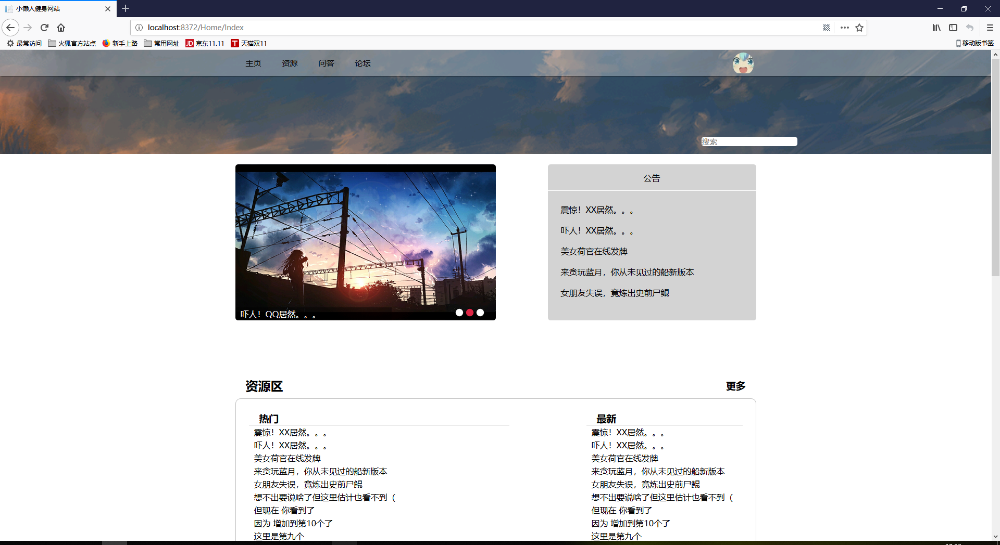 小懒人健身网站
localhost:8372/Home/Index
最常访问 火狐官方站点 新手上路 常用网址 JD 京东11.11 T 天猫双11 移动版书签
主页 资源 问答 论坛
搜索
吓人！QQ居然。。。
公告
震惊！XX居然。。。
吓人！XX居然。。。
美女荷官在线发牌
来贪玩蓝月，你从未见过的船新版本
女朋友失误，竟炼出史前尸鲲
资源区 更多
热门
震惊！XX居然。。。
吓人！XX居然。。。
美女荷官在线发牌
来贪玩蓝月，你从未见过的船新版本
女朋友失误，竟炼出史前尸鲲
想不出要说啥了但这里估计也看不到（
但现在 你看到了
因为 增加到第10个了
这里是第九个
最新
震惊！XX居然。。。
吓人！XX居然。。。
美女荷官在线发牌
来贪玩蓝月，你从未见过的船新版本
女朋友失误，竟炼出史前尸鲲
想不出要说啥了但这里估计也看不到（
但现在 你看到了
因为 增加到第10个了
这里是第九个